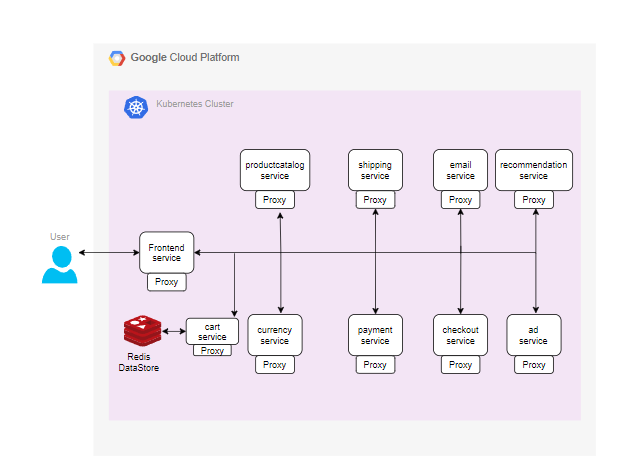 Google Cloud Platform
Kubernetes Cluster
productcatalog
service
Proxy
shipping
service
Proxy
email
service
Proxy
recommendation
service
Proxy
User
Frontend
service
Proxy
Redis
DataStore
cart
service
Proxy
currency
service
Proxy
payment
service
Proxy
checkout
service
Proxy
ad
service
Proxy